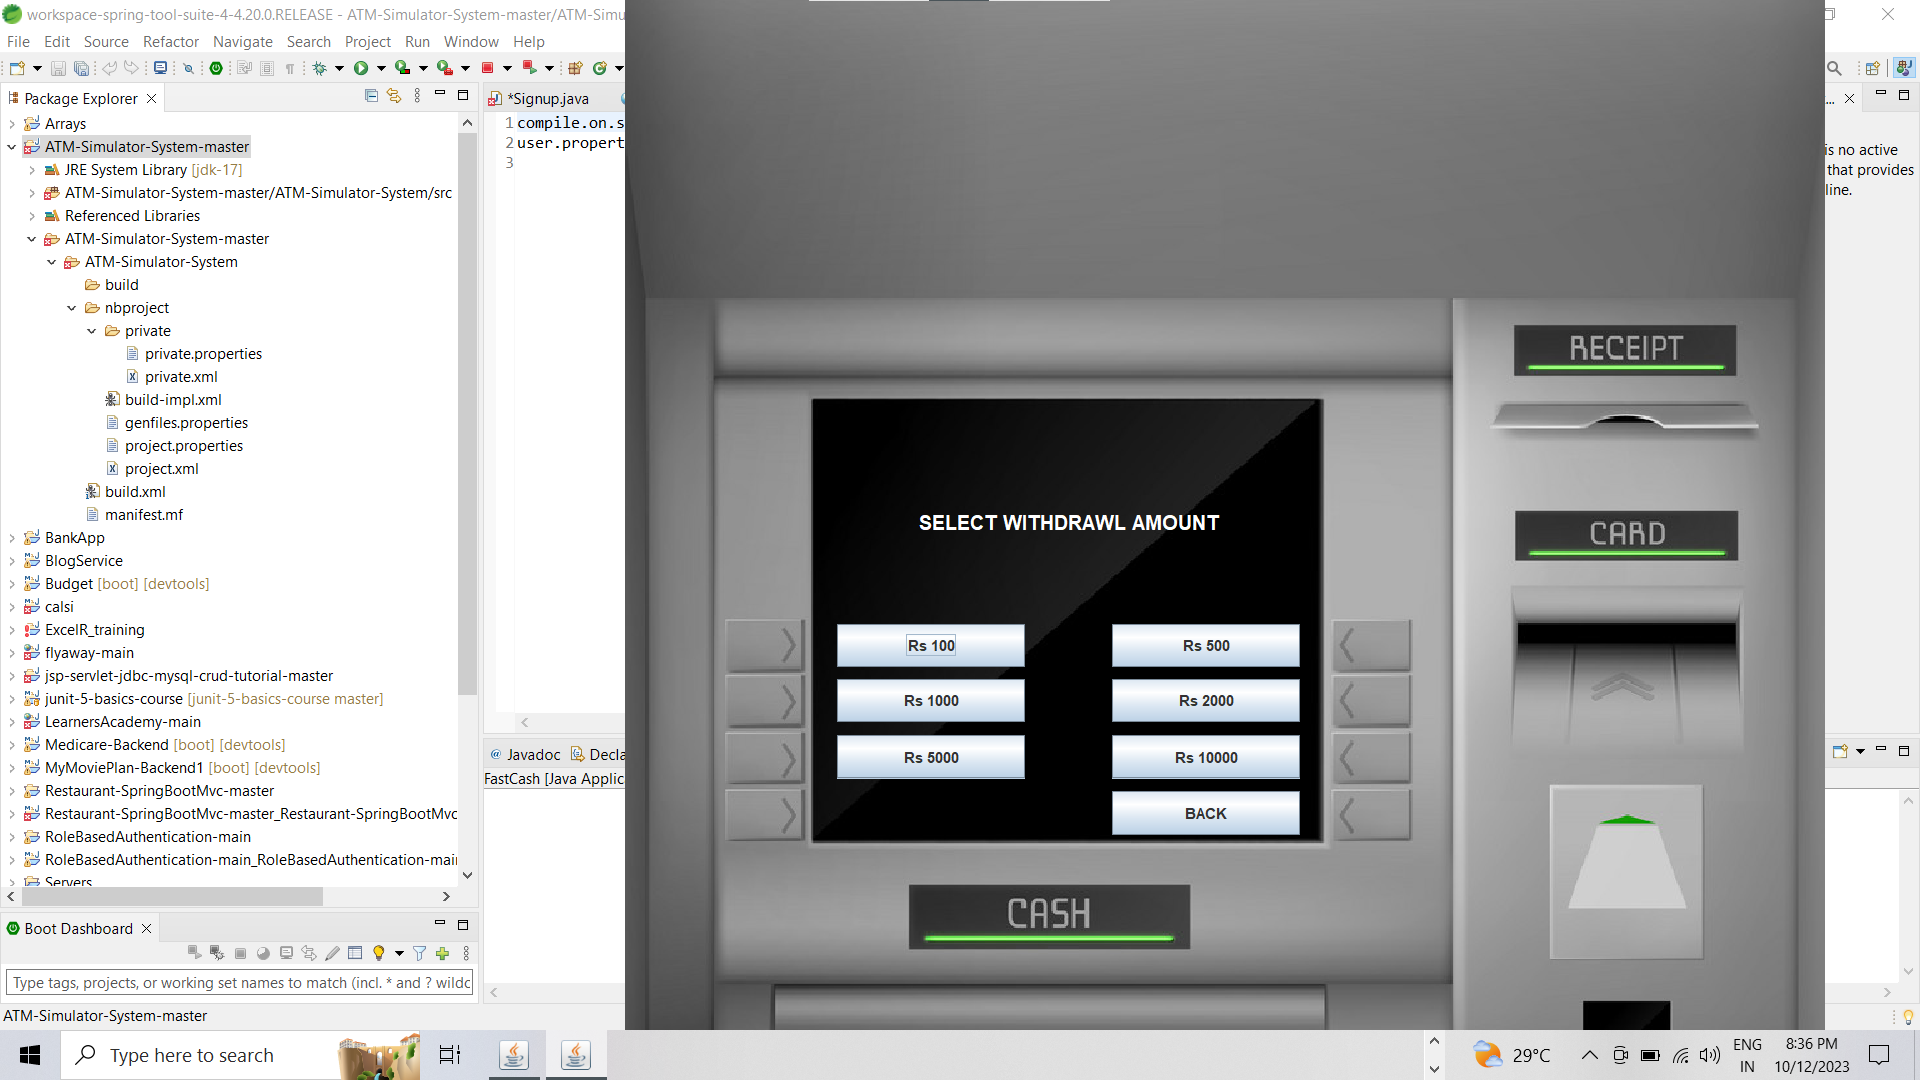 workspace-spring-tool-suite-4-4.20.0.RELEASE - ATM-Simulator-System-master/ATM-Simu
File Edit Source Refactor Navigate Search Project Run Window Help
Package Explorer
Arrays
ATM-Simulator-System-master
JRE System Library [jdk-17]
ATM-Simulator-System-master/ATM-Simulator-System/src
Referenced Libraries
ATM-Simulator-System-master
ATM-Simulator-System
build
nbproject
private
private.properties
private.xml
build-impl.xml
genfiles.properties
project.properties
project.xml
build.xml
manifest.mf
BankApp
BlogService
Budget [boot] [devtools]
calsi
ExcelR_training
flyaway-main
jsp-servlet-jdbc-mysql-crud-tutorial-master
junit-5-basics-course [junit-5-basics-course master]
LearnersAcademy-main
Medicare-Backend [boot] [devtools]
MyMoviePlan-Backend1 [boot] [devtools]
Restaurant-SpringBootMvc-master
Restaurant-SpringBootMvc-master_Restaurant-SpringBootMvc
RoleBasedAuthentication-main
RoleBasedAuthentication-main_RoleBasedAuthentication-mai
Servers
Boot Dashboard
Type tags, projects, or working set names to match (incl. * and ? wildc
ATM-Simulator-System-master
*Signup.java
1 compile.on.s
2 user.propert
3
@ Javadoc Decla
FastCash [Java Applic
SELECT WITHDRAWL AMOUNT
Rs 100 Rs 500
Rs 1000 Rs 2000
Rs 5000 Rs 10000
BACK
CASH
RECEIPT
CARD
...
is no active
that provides
line.
Type here to search
29°C
ENG
IN
8:36 PM
10/12/2023